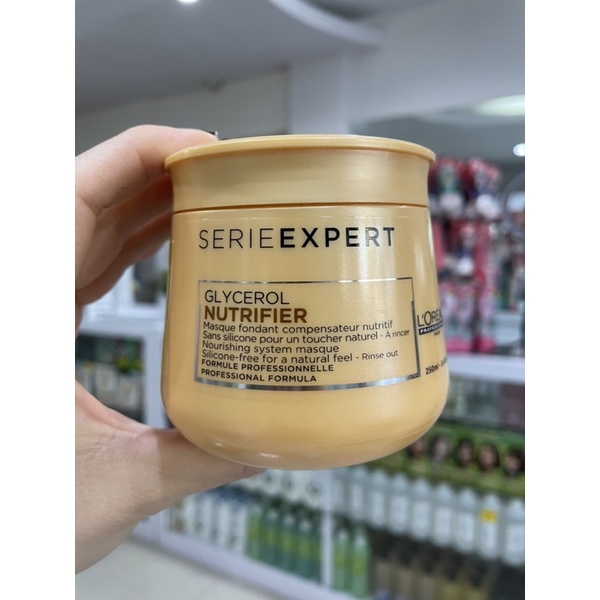 SERIEEXPERT
GLYCEROL
NUTRIFIER
Masque fondant compensateur nutritif
Sans silicone pour un toucher naturel - À rincer
Nourishing system masque
Silicone-free for a natural feel - Rinse out
FORMULE PROFESSIONNELLE
PROFESSIONAL FORMULA
L'ORÉ
250ml